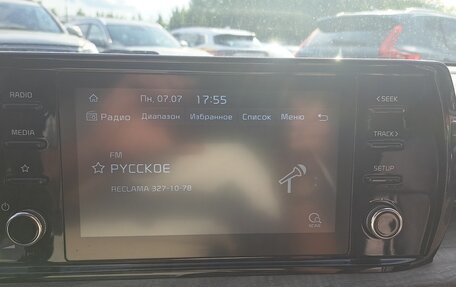 RADIO
MEDIA
Пн, 07.07 17:55
Радио Диапазон Избранное Список Меню
FM
РУССКОЕ
RECLAMA 327-10-78
SCAN
<SEEK
TRACK>
SETUP